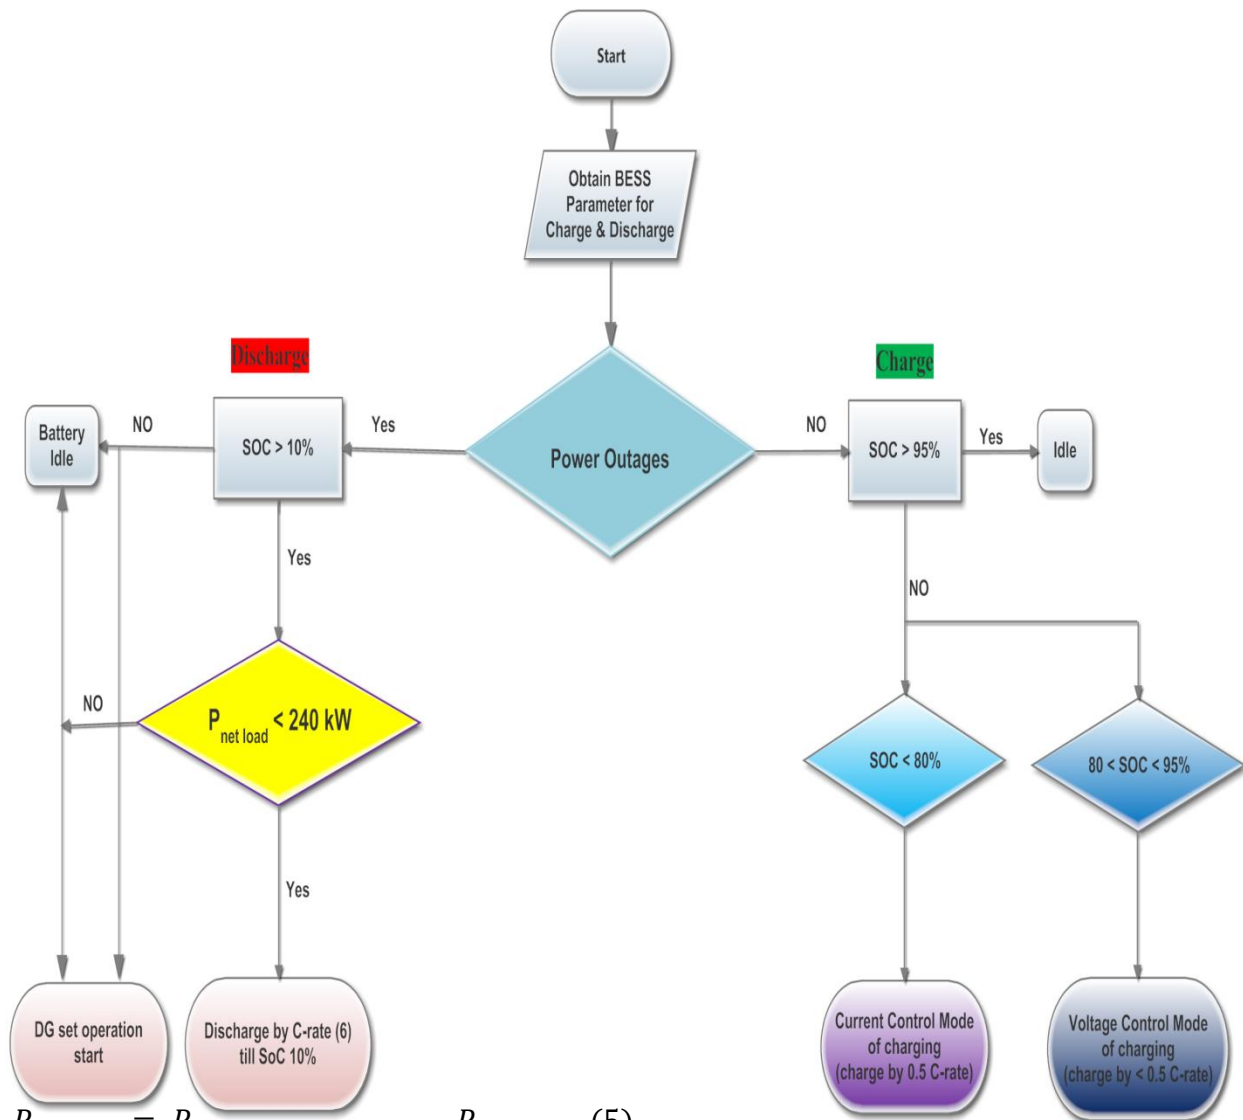 Start
Obtain BESS
Parameter for
Charge & Discharge
Discharge
Charge
Battery
Idle
NO
SOC > 10%
Yes
Power Outages
NO
SOC > 95%
Yes
Idle
Yes
NO
NO
P net load < 240 kW
SOC < 80%
80 < SOC < 95%
Yes
DG set operation
start
Discharge by C-rate (6)
till SoC 10%
Current Control Mode
of charging
(charge by 0.5 C-rate)
Voltage Control Mode
of charging
(charge by < 0.5 C-rate)
P = P P (5)